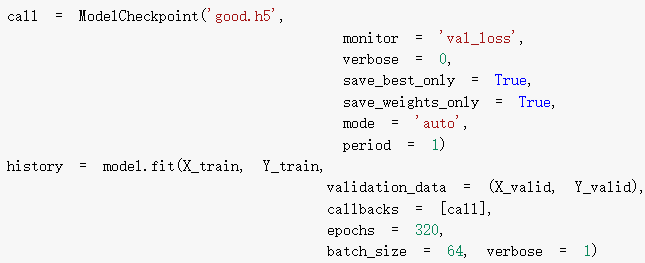 call = ModelCheckpoint('good.h5',
monitor = 'val_loss',
verbose = 0,
save_best_only = True,
save_weights_only = True,
mode = 'auto',
period = 1)
history = model.fit(X_train, Y_train,
validation_data = (X_valid, Y_valid),
callbacks = [call],
epochs = 320,
batch_size = 64, verbose = 1)